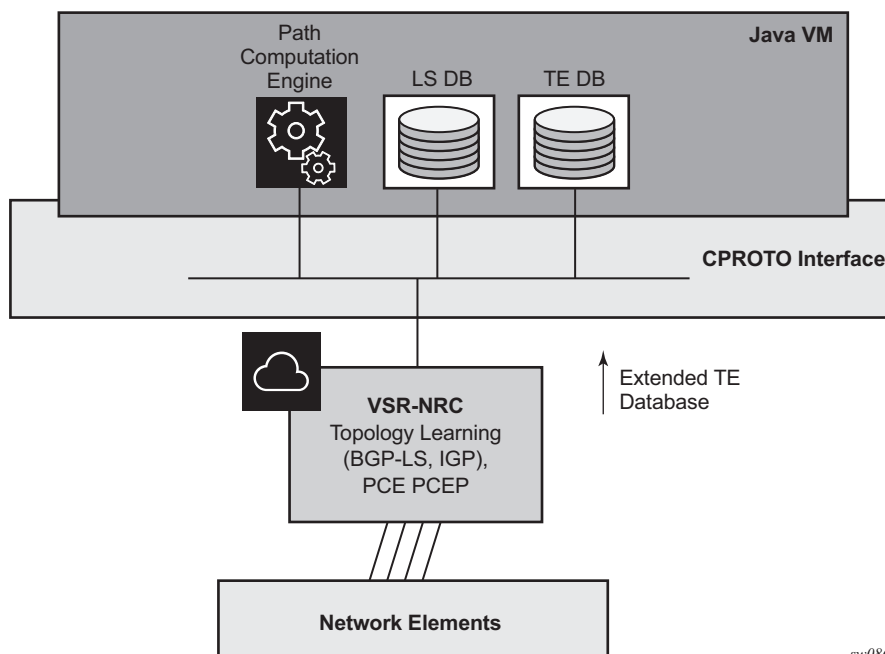 Java VM
Path
Computation
Engine
LS DB
TE DB
CPROTO Interface
VSR-NRC
Topology Learning
(BGP-LS, IGP),
PCE PCEP
Extended TE
Database
Network Elements